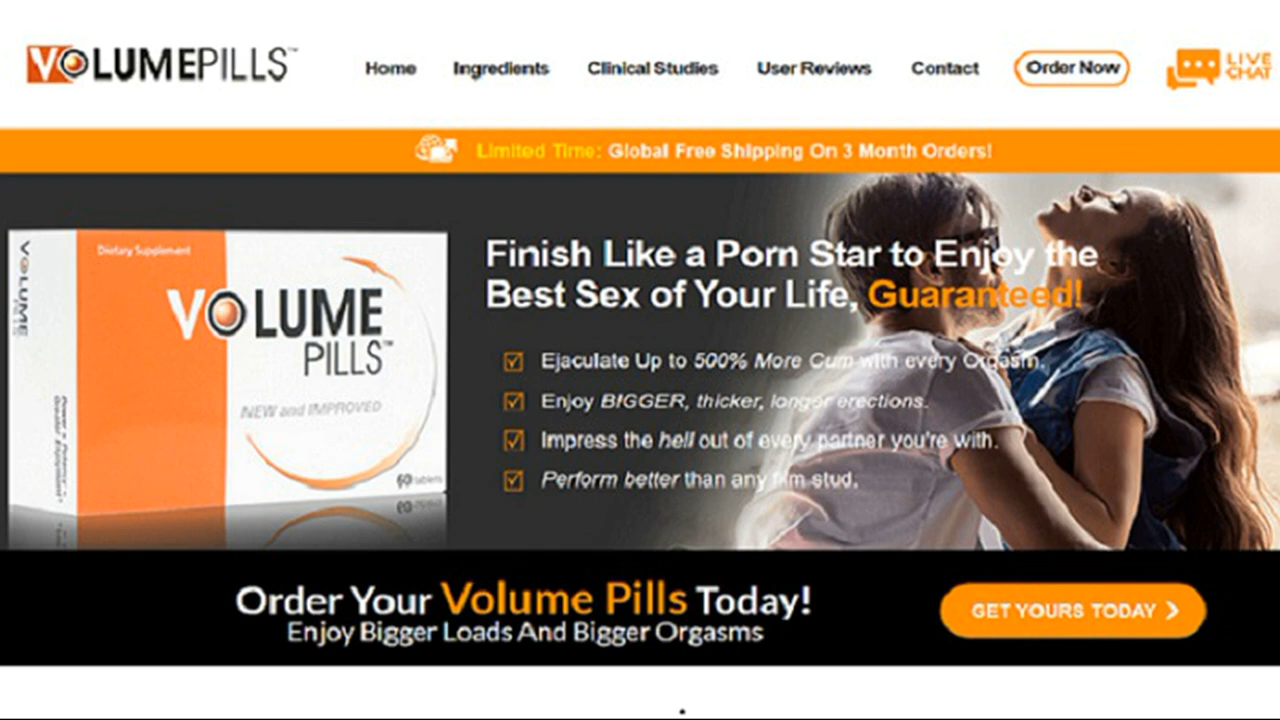 VOLUMEPILLS™
Home Ingredients Clinical Studies User Reviews Contact Order Now LIVE CHAT
Limited Time: Global Free Shipping On 3 Month Orders!
Dietary Supplement
VOLUME
PILLS™
NEW and IMPROVED
60 tablets
VOLUME
Finish Like a Porn Star to Enjoy the
Best Sex of Your Life, Guaranteed!
Ejaculate Up to 500% More Cum with every Orgasm.
Enjoy BIGGER, thicker, longer erections.
Impress the hell out of every partner you're with.
Perform better than any film stud.
Order Your Volume Pills Today!
Enjoy Bigger Loads And Bigger Orgasms
GET YOURS TODAY